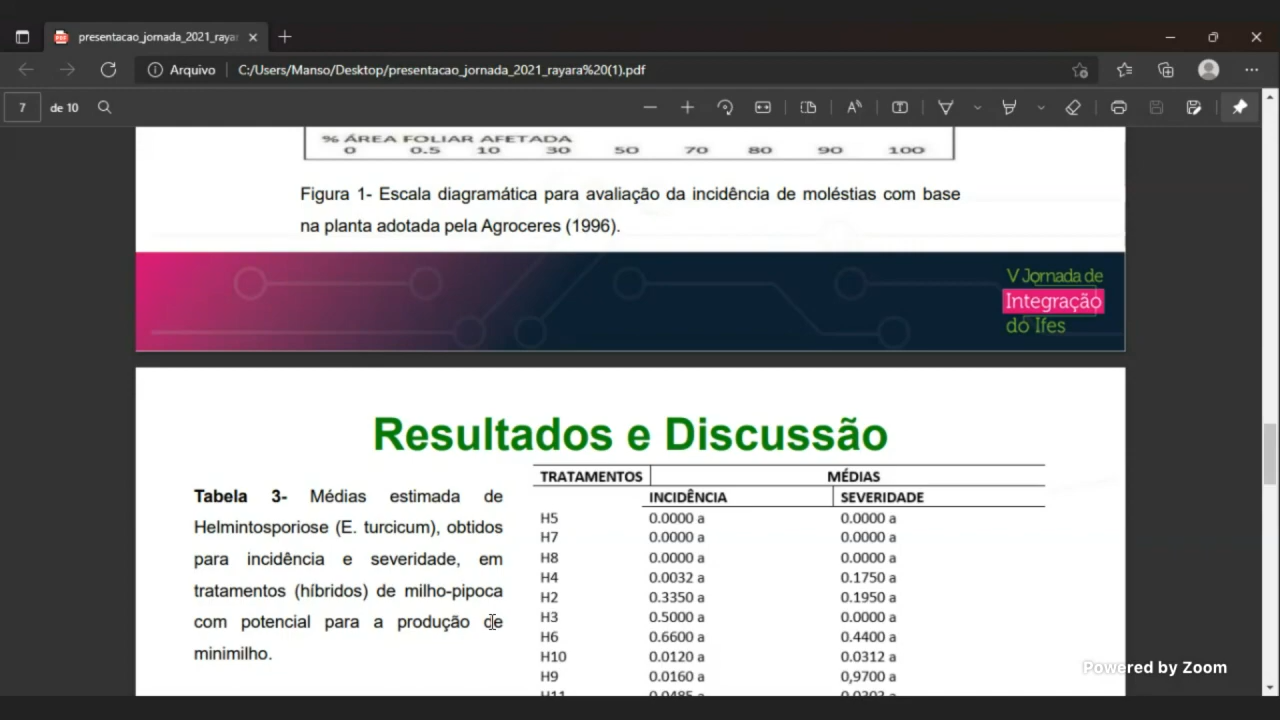 presentacao_jornada_2021_raya
Arquivo
C:/Users/Manso/Desktop/presentacao_jornada_2021_rayara%20(1).pdf
7 de 10
% ÁREA FOLIAR AFETADA
0 0.5 10 30 50 70 80 90 100
Figura 1- Escala diagramática para avaliação da incidência de moléstias com base
na planta adotada pela Agroceres (1996).
V Jornada de
Integração
do Ifes
Resultados e Discussão
Tabela 3- Médias estimada de
Helmintosporiose (E. turcicum), obtidos
para incidência e severidade, em
tratamentos (híbridos) de milho-pipoca
com potencial para a produção de
minimilho.
TRATAMENTOS MÉDIAS
INCIDÊNCIA SEVERIDADE
H5 0.0000 a 0.0000 a
H7 0.0000 a 0.0000 a
H8 0.0000 a 0.0000 a
H4 0.0032 a 0.1750 a
H2 0.3350 a 0.1950 a
H3 0.5000 a 0.0000 a
H6 0.6600 a 0.4400 a
H10 0.0120 a 0.0312 a
H9 0.0160 a 0,9700 a
H11
Powered by Zoom